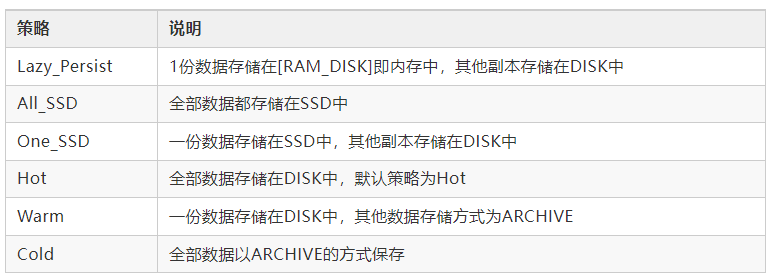 策略 说明
Lazy_Persist 1份数据存储在[RAM_DISK]即内存中，其他副本存储在DISK中
All_SSD 全部数据都存储在SSD中
One_SSD 一份数据存储在SSD中，其他副本存储在DISK中
Hot 全部数据存储在DISK中，默认策略为Hot
Warm 一份数据存储在DISK中，其他数据存储方式为ARCHIVE
Cold 全部数据以ARCHIVE的方式保存